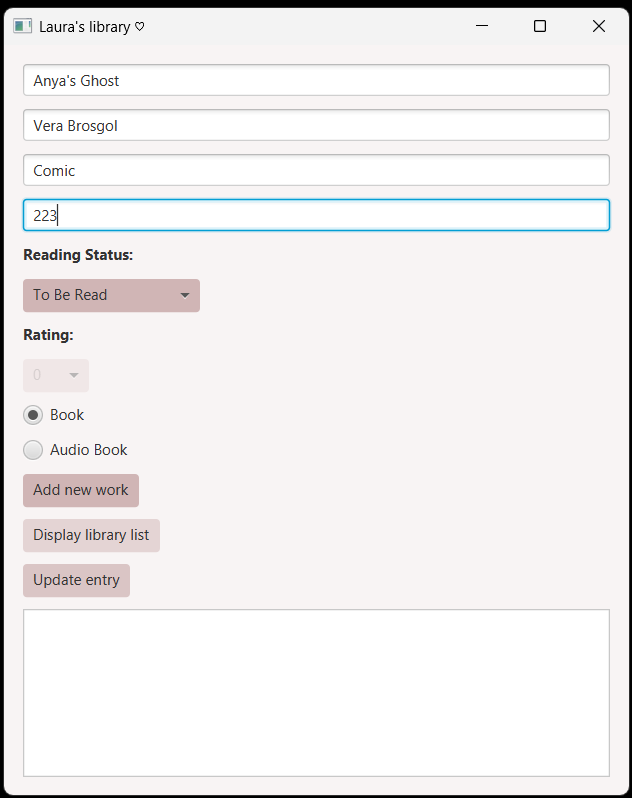 Laura's library ♡
Anya's Ghost
Vera Brosgol
Comic
223
Reading Status:
To Be Read
Rating:
0
Book
Audio Book
Add new work
Display library list
Update entry